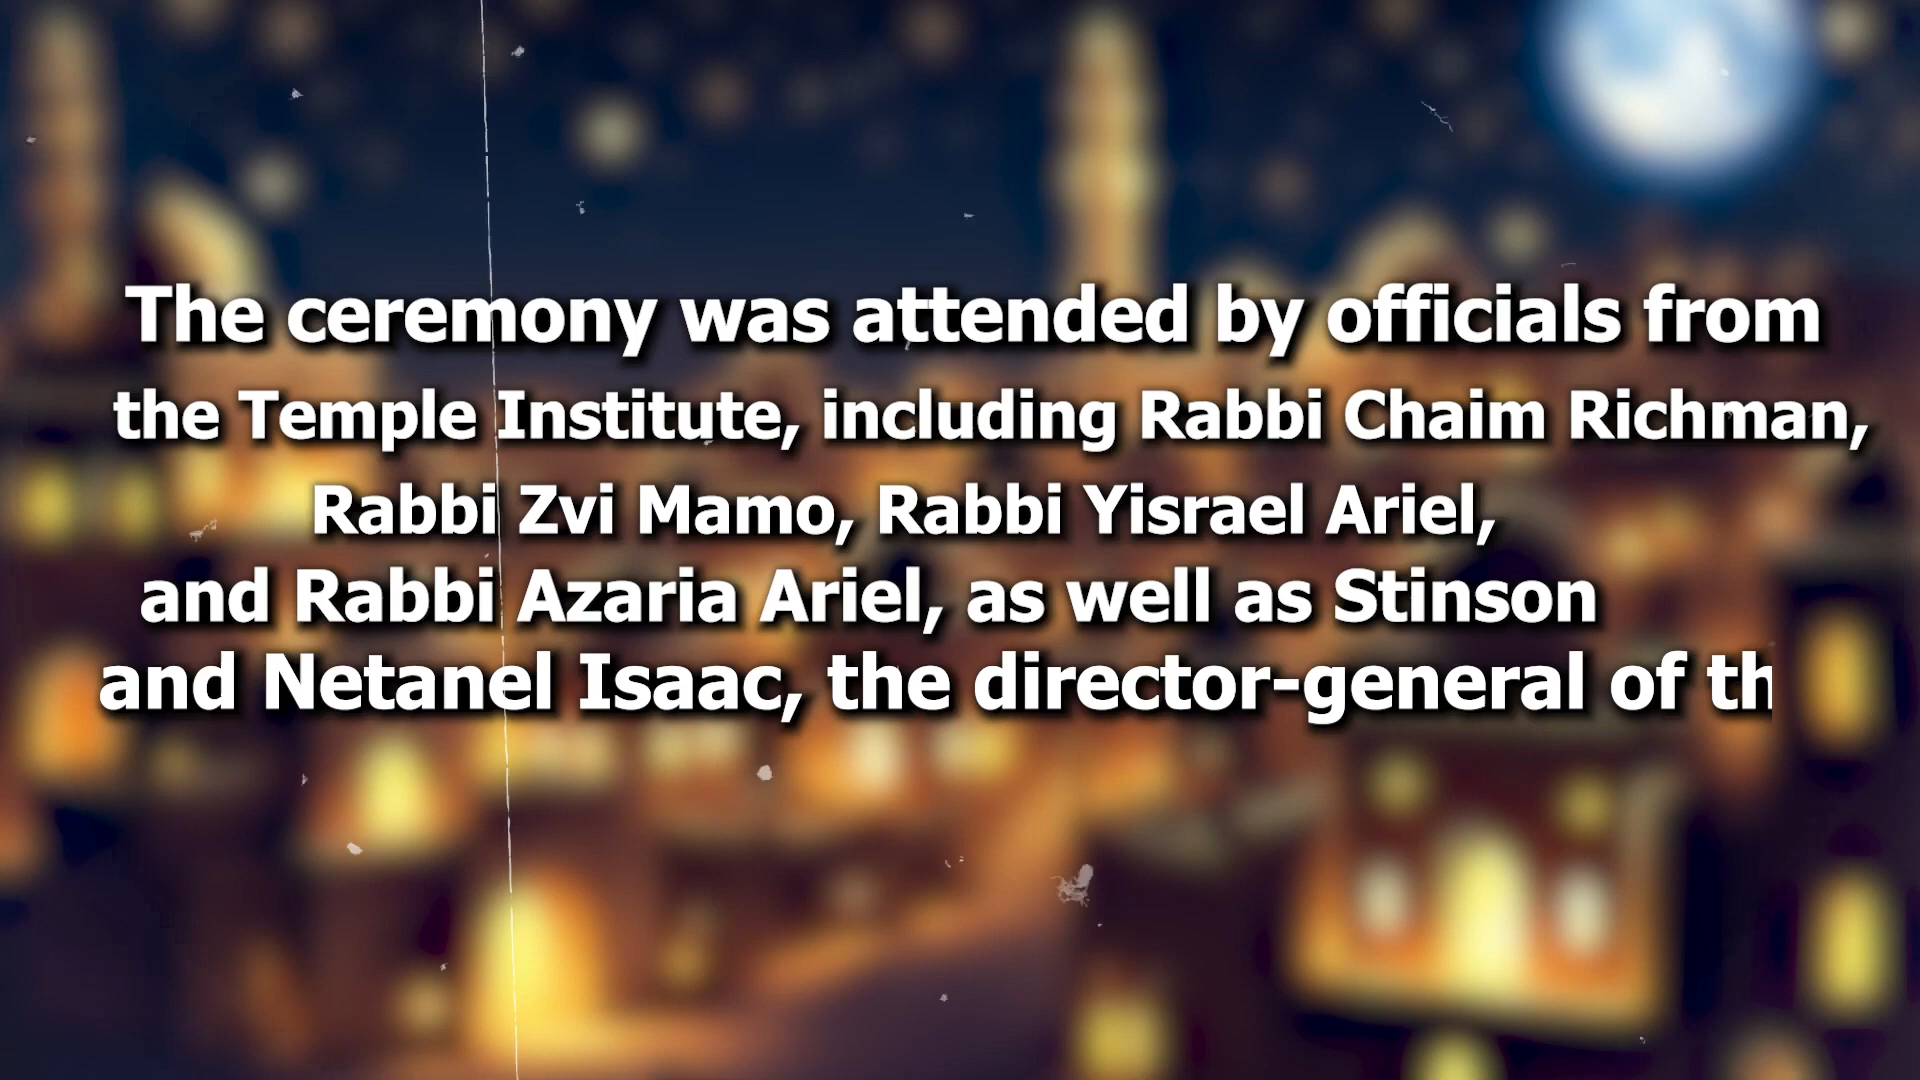 The ceremony was attended by officials from
the Temple Institute, including Rabbi Chaim Richman,
Rabbi Zvi Mamo, Rabbi Yisrael Ariel,
and Rabbi Azaria Ariel, as well as Stinson
and Netanel Isaac, the director-general of th